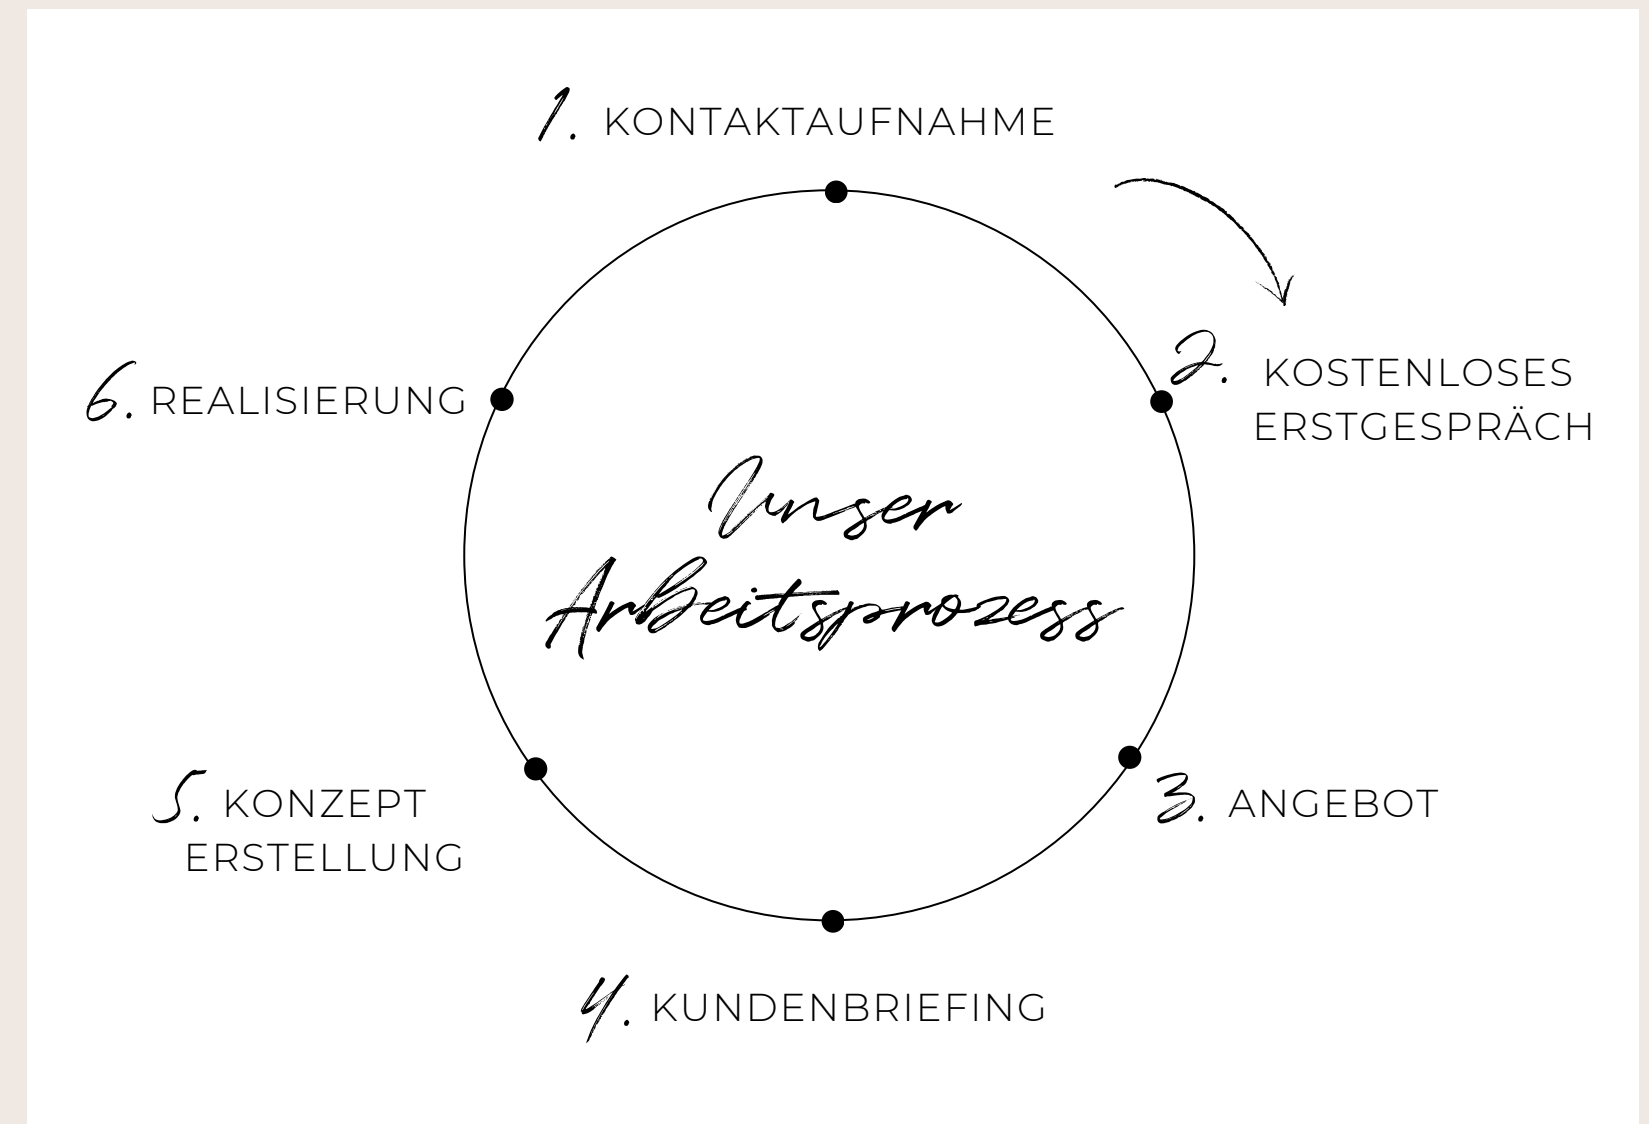 1. KONTAKTAUFNAHME
2. KOSTENLOSES
ERSTGESPRÄCH
6. REALISIERUNG
Unser
Arbeitsprozess
3. ANGEBOT
5. KONZEPT
ERSTELLUNG
4. KUNDENBRIEFING